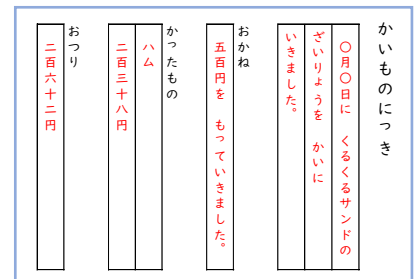 かいものにっき
〇月〇日に　くるくるサンドの
ざいりょうを　かいに
いきました。
おかね
五百円を　もっていきました。
かったもの
ハム
二百三十八円
おつり
二百六十二円